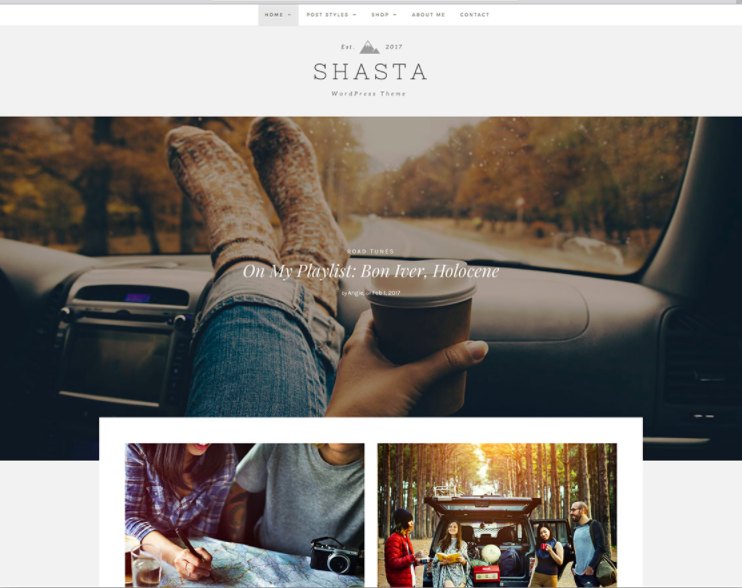 HOME
POST STYLES
SHOP
ABOUT ME
CONTACT
Est. 2017
SHASTA
WordPress Theme
ROAD TUNES
On My Playlist: Bon Iver, Holocene
by Angie, on Feb 1, 2017